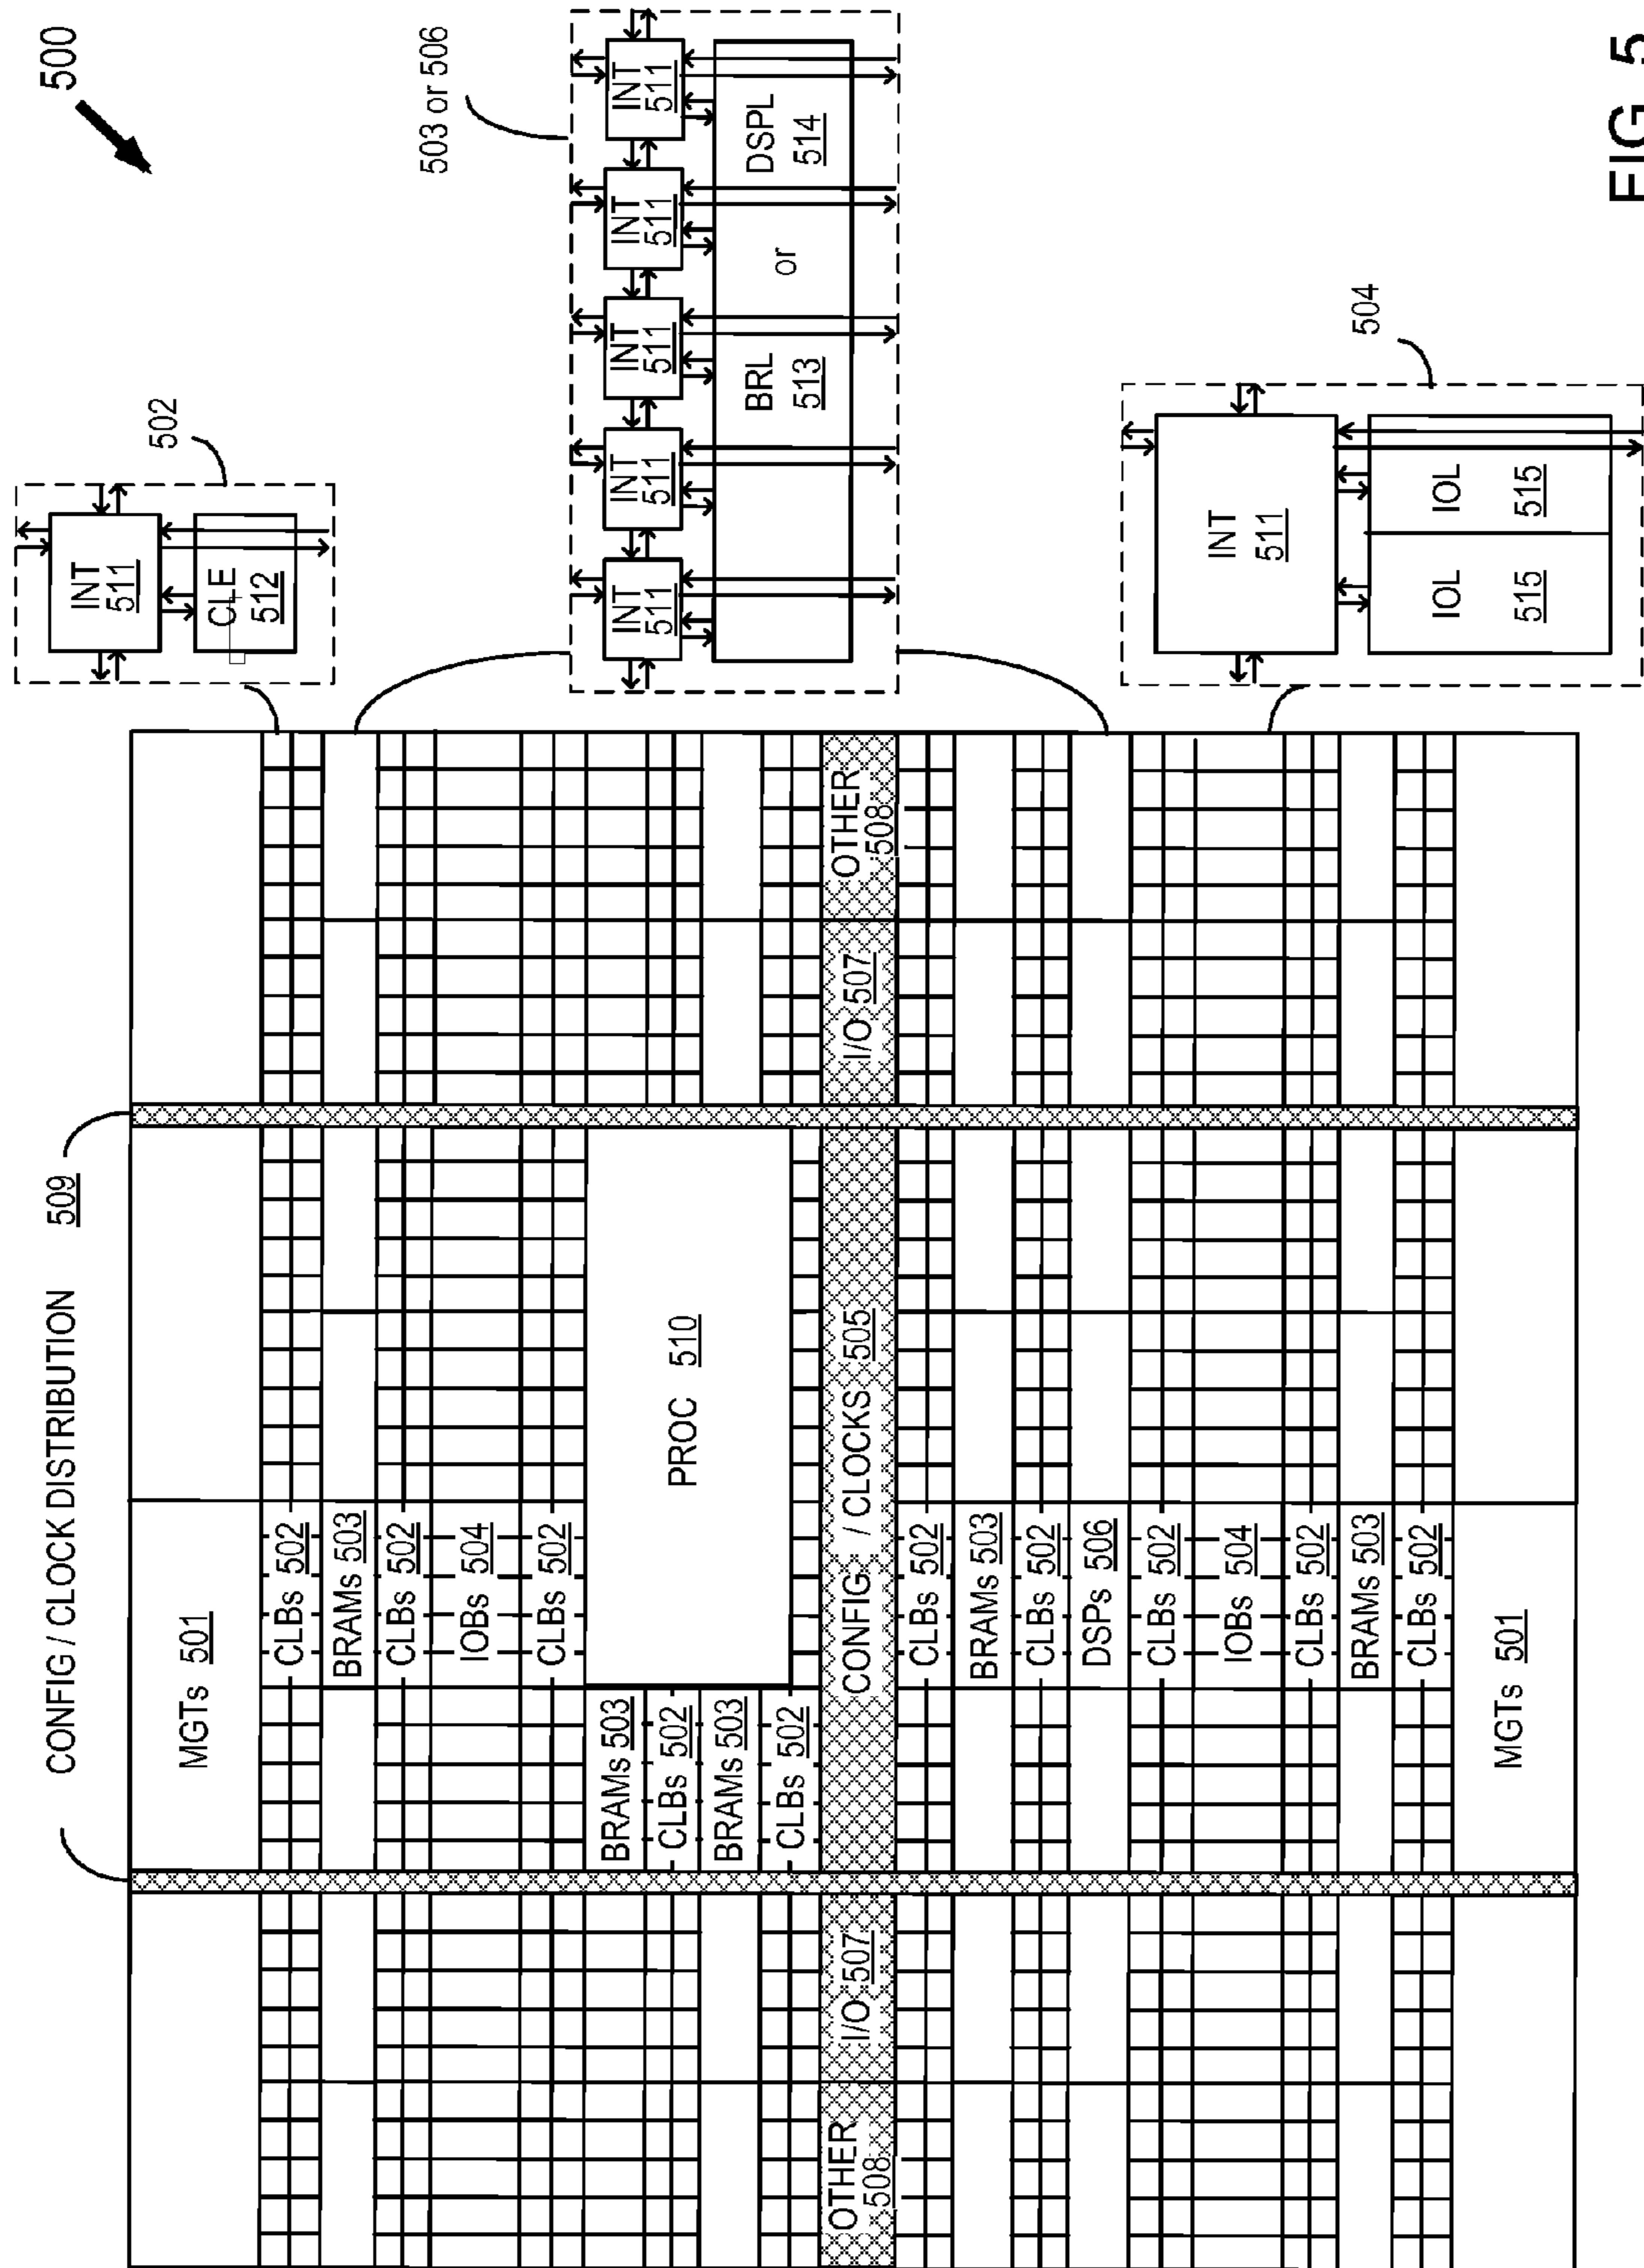 CONFIG / CLOCK DISTRIBUTION 509
500
MGTs 501
CLBs 502
BRAMs 503
CLBs 502
IOBs 504
CLBs 502
PROC 510
BRAMs 503
CLBs 502
BRAMs 503
CLBs 502
OTHER
508
I/O 507
CONFIG / CLOCKS 505
I/O 507
OTHER
508
CLBs 502
BRAMs 503
CLBs 502
DSPs 506
CLBs 502
IOBs 504
CLBs 502
BRAMs 503
CLBs 502
MGTs 501
502
INT
511
CLE
512
503 or 506
INT
511
INT
511
INT
511
INT
511
INT
511
BRL
513
or
DSPL
514
504
INT
511
IOL
515
IOL
515
FIG 5